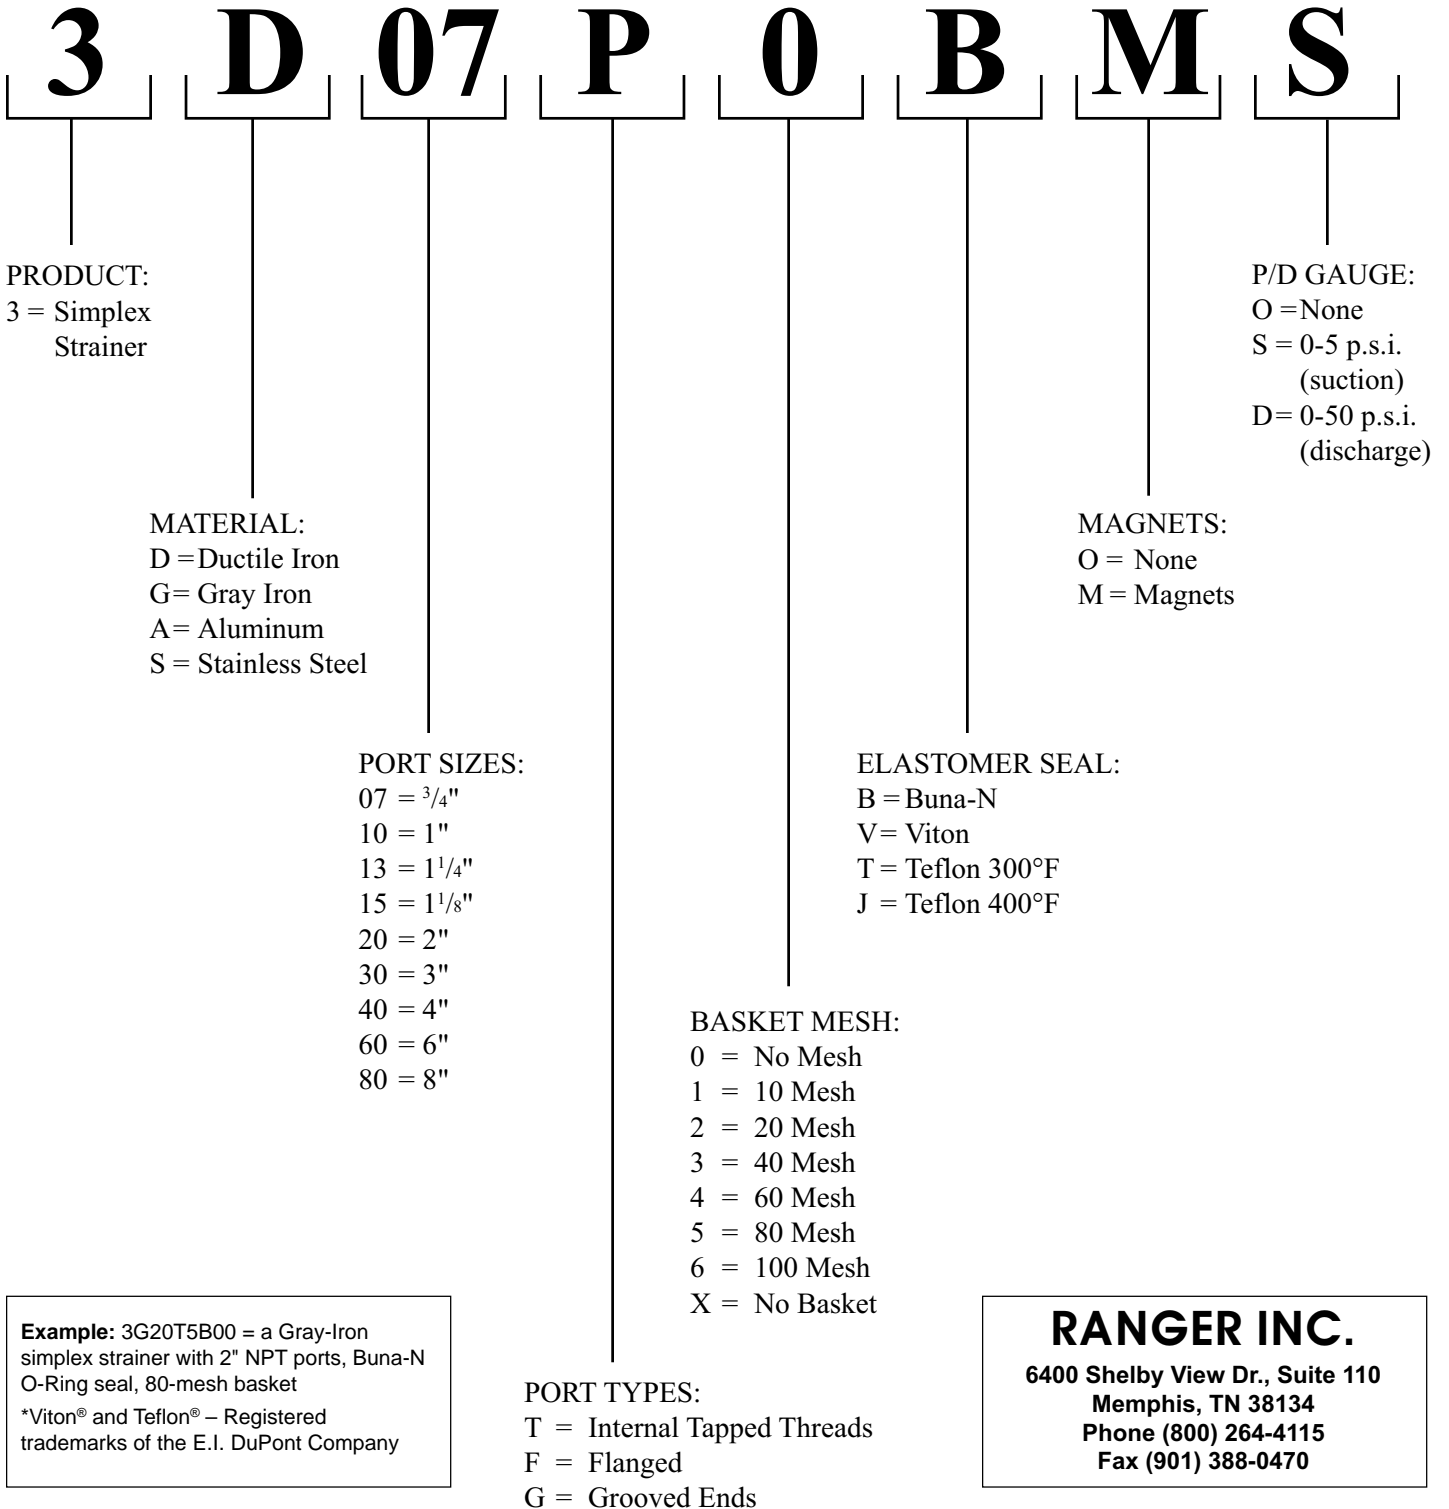 3 D 07 P 0 B M S
PRODUCT:
3 = Simplex
Strainer
P/D GAUGE:
O =None
S = 0-5 p.s.i.
(suction)
D= 0-50 p.s.i.
(discharge)
MATERIAL:
D =Ductile Iron
G= Gray Iron
A= Aluminum
S = Stainless Steel
MAGNETS:
O = None
M = Magnets
PORT SIZES:
07 = 3/4"
10 = 1"
13 = 1 1/4"
15 = 1 1/8"
20 = 2"
30 = 3"
40 = 4"
60 = 6"
80 = 8"
ELASTOMER SEAL:
B =Buna-N
V= Viton
T = Teflon 300°F
J = Teflon 400°F
BASKET MESH:
0 = No Mesh
1 = 10 Mesh
2 = 20 Mesh
3 = 40 Mesh
4 = 60 Mesh
5 = 80 Mesh
6 = 100 Mesh
X = No Basket
PORT TYPES:
T = Internal Tapped Threads
F = Flanged
G = Grooved Ends
Example: 3G20T5B00 = a Gray-Iron
simplex strainer with 2" NPT ports, Buna-N
O-Ring seal, 80-mesh basket
*Viton® and Teflon® – Registered
trademarks of the E.I. DuPont Company
RANGER INC.
6400 Shelby View Dr., Suite 110
Memphis, TN 38134
Phone (800) 264-4115
Fax (901) 388-0470